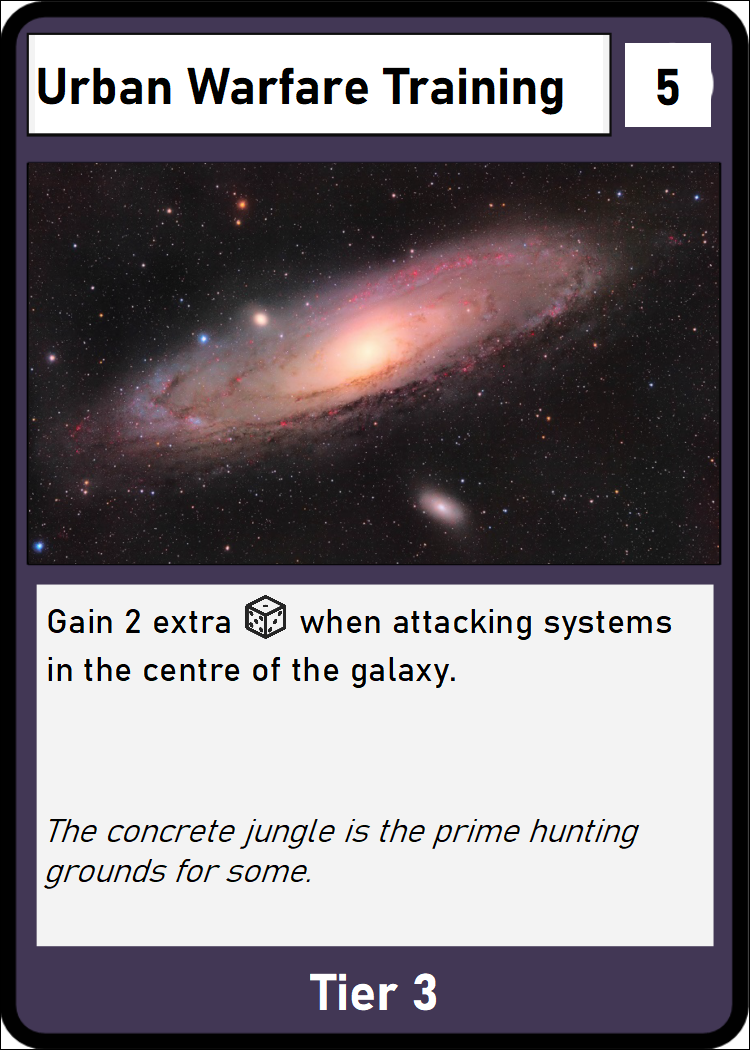 Urban Warfare Training
5
Gain 2 extra when attacking systems
in the centre of the galaxy.
The concrete jungle is the prime hunting
grounds for some.
Tier 3